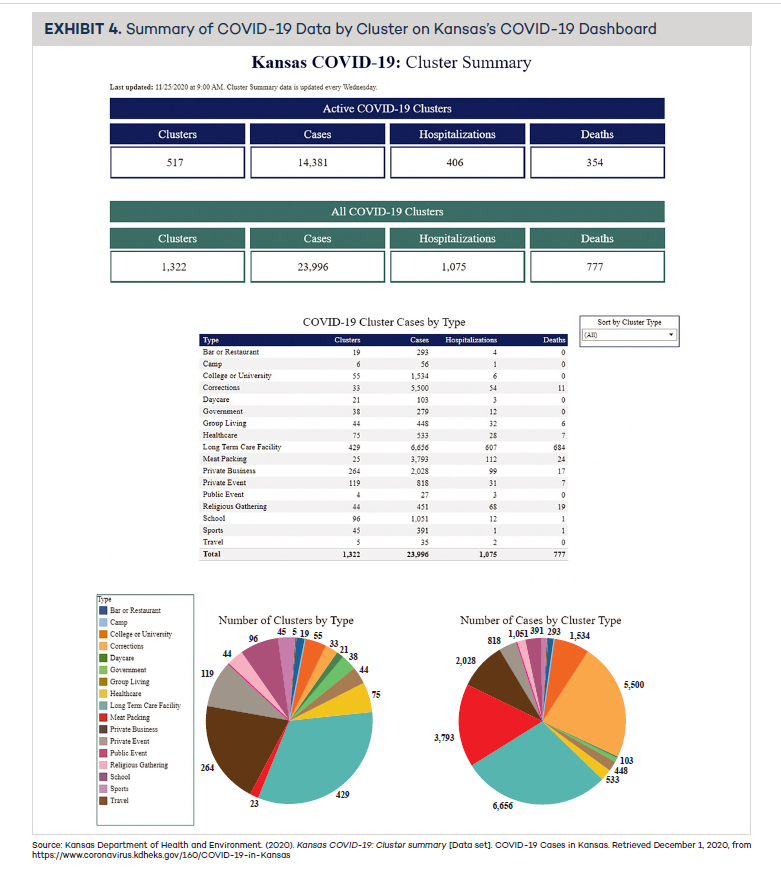 EXHIBIT 4. Summary of COVID-19 Data by Cluster on Kansas's COVID-19 Dashboard
Kansas COVID-19: Cluster Summary
Last updated: 11/25/2020 at 9:00 AM. Cluster Summary data is updated every Wednesday.
Active COVID-19 Clusters
Clusters Cases Hospitalizations Deaths
517 14,381 406 354
All COVID-19 Clusters
Clusters Cases Hospitalizations Deaths
1,322 23,996 1,075 777
COVID-19 Cluster Cases by Type
Sort by Cluster Type
(All)
Type Clusters Cases Hospitalizations Deaths
Bar or Restaurant 19 293 4 0
Camp 6 56 1 0
College or University 55 1,534 6 0
Corrections 33 5,500 54 11
Daycare 21 103 3 0
Government 38 279 12 0
Group Living 44 448 32 6
Healthcare 75 533 28 7
Long Term Care Facility 429 6,656 607 684
Meat Packing 25 3,793 112 24
Private Business 264 2,028 99 17
Private Event 119 818 31 7
Public Event 4 27 3 0
Religious Gathering 44 451 68 19
School 96 1,051 12 1
Sports 45 391 1 1
Travel 5 35 2 0
Total 1,322 23,996 1,075 777
Type
Bar or Restaurant
Camp
College or University
Corrections
Daycare
Government
Group Living
Healthcare
Long Term Care Facility
Meat Packing
Private Business
Private Event
Public Event
Religious Gathering
School
Sports
Travel
Number of Clusters by Type
96 45 5 19 55
33
21
38
44
44
75
119
264
23
429
Number of Cases by Cluster Type
818 1,051 391 293 1,534
2,028
5,500
3,793
103
448
533
6,656
Source: Kansas Department of Health and Environment. (2020). Kansas COVID-19: Cluster summary [Data set]. COVID-19 Cases in Kansas. Retrieved December 1, 2020, from
https://www.coronavirus.kdheks.gov/160/COVID-19-in-Kansas